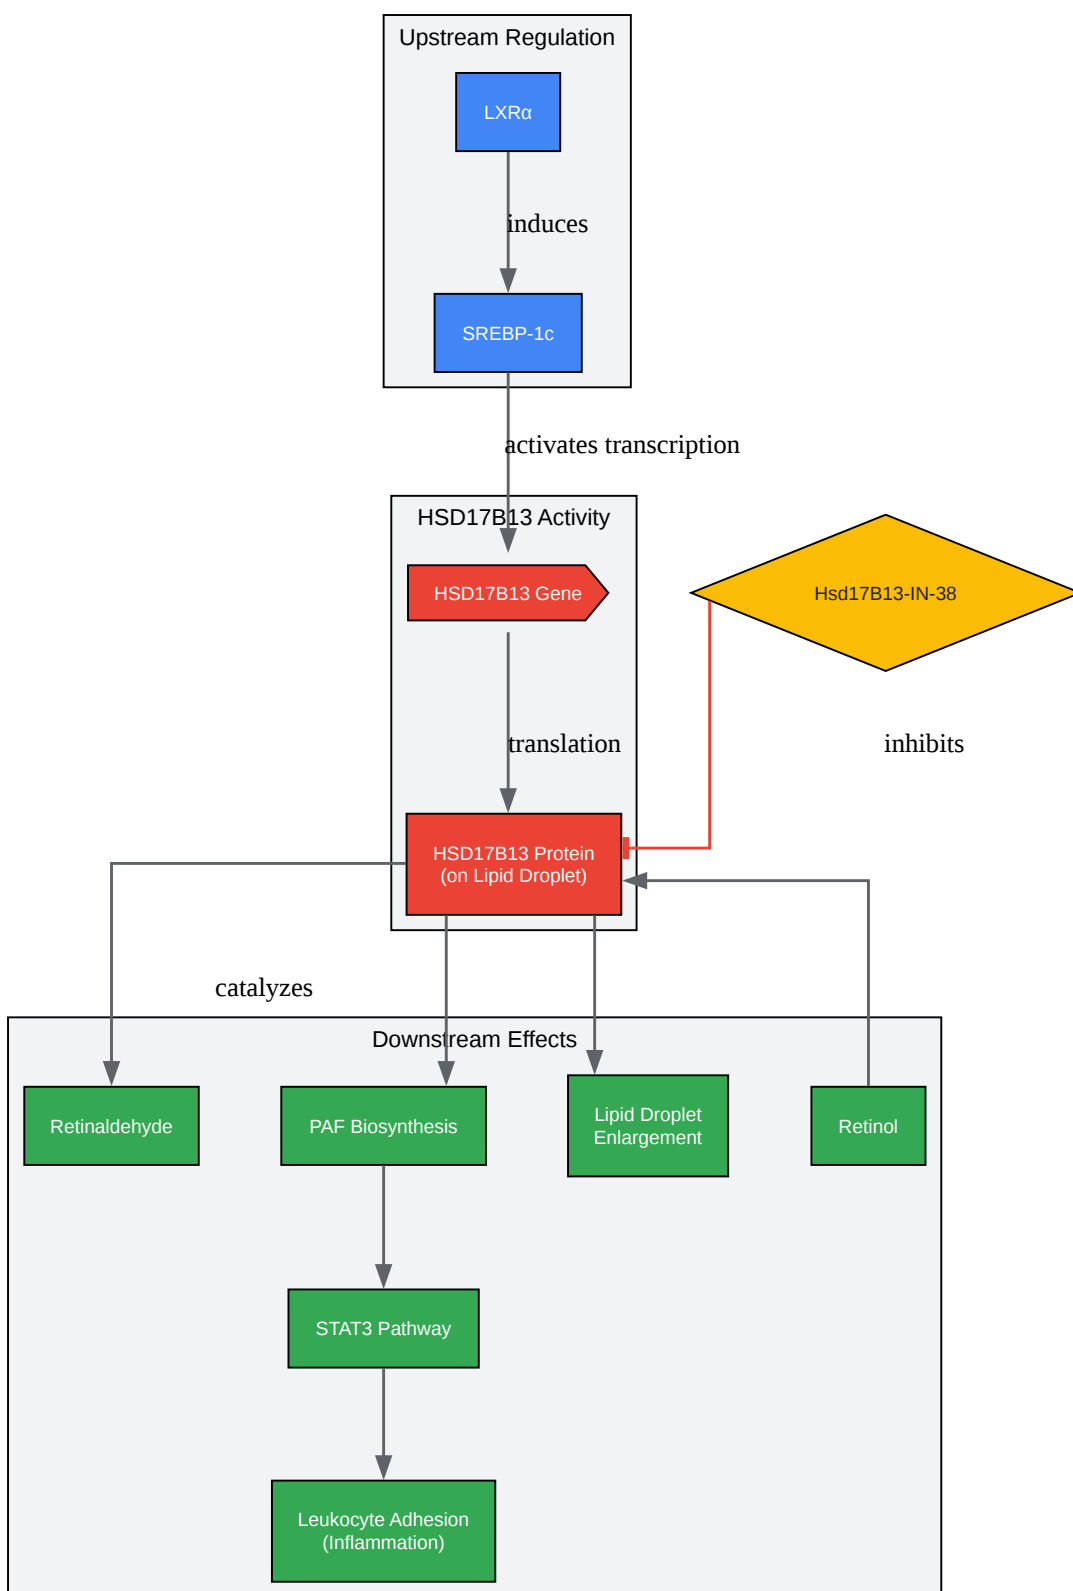 Upstream Regulation
LXRα
induces
SREBP-1c
activates transcription
HSD17B13 Activity
HSD17B13 Gene
Hsd17B13-IN-38
translation
inhibits
HSD17B13 Protein
(on Lipid Droplet)
catalyzes
Downstream Effects
Retinaldehyde
PAF Biosynthesis
Lipid Droplet
Enlargement
Retinol
STAT3 Pathway
Leukocyte Adhesion
(Inflammation)